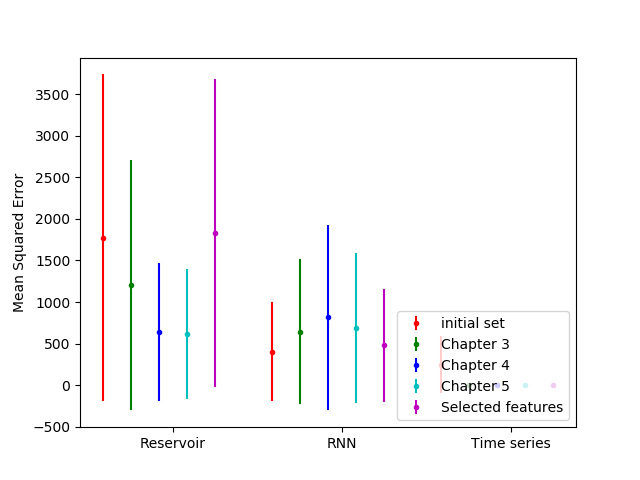 Mean Squared Error
3500
3000
2500
2000
1500
1000
500
0
−500
Reservoir
RNN
Time series
initial set
Chapter 3
Chapter 4
Chapter 5
Selected features